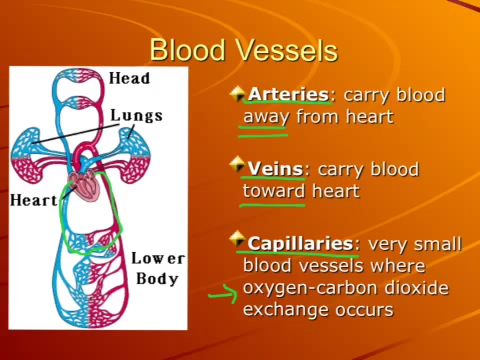 Blood Vessels
Head
Lungs
Heart
Lower
Body
Arteries: carry blood
away from heart
Veins: carry blood
toward heart
Capillaries: very small
blood vessels where
oxygen-carbon dioxide
exchange occurs